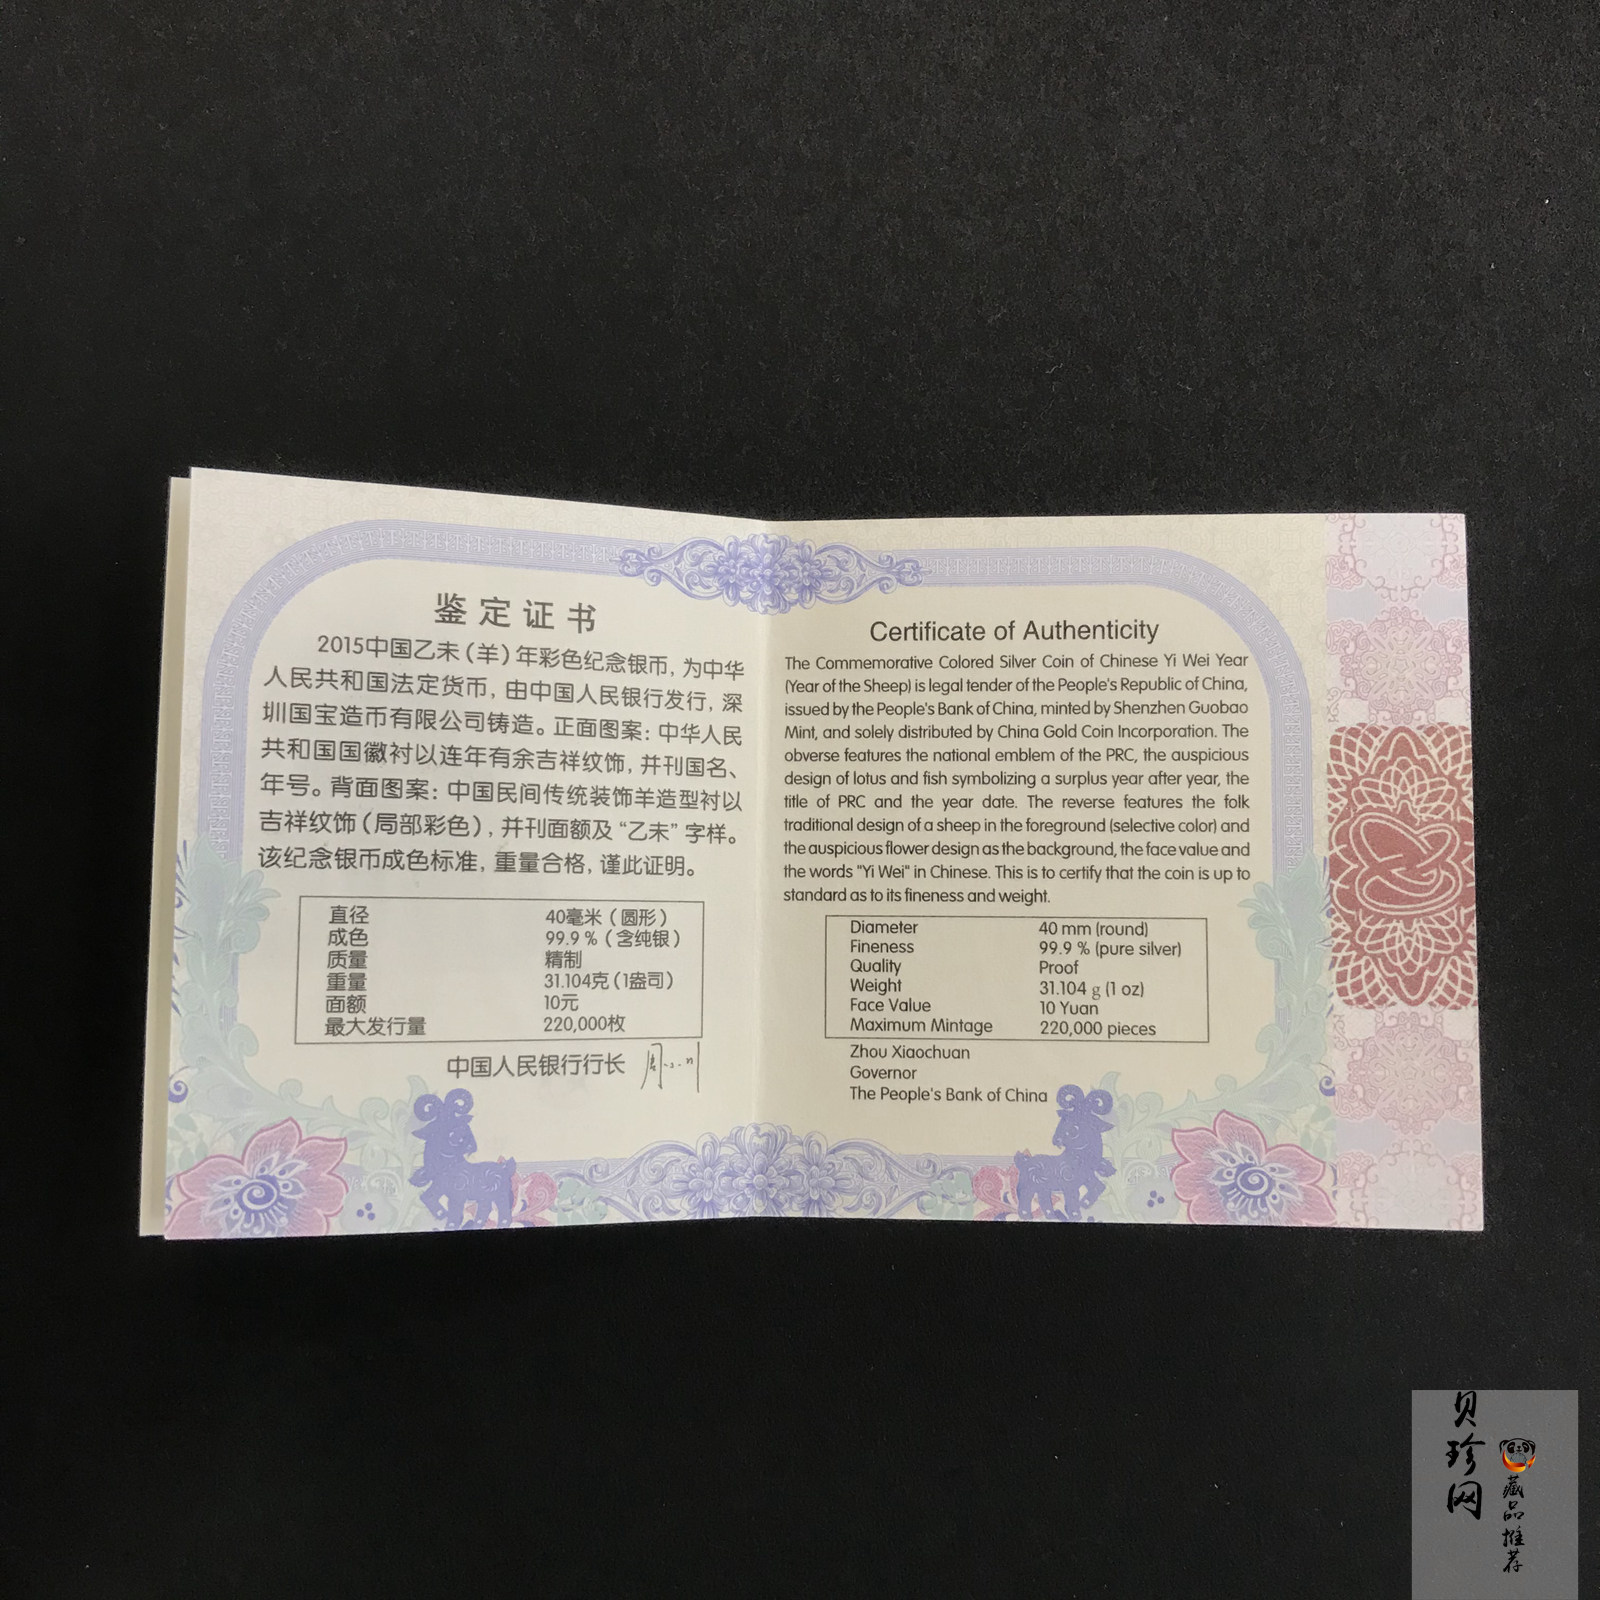 鉴定证书
2015中国乙未（羊）年彩色纪念银币，为中华
人民共和国法定货币，由中国人民银行发行，深
圳国宝造币有限公司铸造。正面图案：中华人民
共和国国徽衬以连年有余吉祥纹饰，并刊国名、
年号。背面图案：中国民间传统装饰羊造型衬以
吉祥纹饰（局部彩色），并刊面额及“乙未”字样。
该纪念银币成色标准，重量合格，谨此证明。
直径 40毫米（圆形）
成色 99.9 %（含纯银）
质量 精制
重量 31.104克（1盎司）
面额 10元
最大发行量 220,000枚
中国人民银行行长
Certificate of Authenticity
The Commemorative Colored Silver Coin of Chinese Yi Wei Year
(Year of the Sheep) is legal tender of the People's Republic of China,
issued by the People's Bank of China, minted by Shenzhen Guobao
Mint, and solely distributed by China Gold Coin Incorporation. The
obverse features the national emblem of the PRC, the auspicious
design of lotus and fish symbolizing a surplus year after year, the
title of PRC and the year date. The reverse features the folk
traditional design of a sheep in the foreground (selective color) and
the auspicious flower design as the background, the face value and
the words "Yi Wei" in Chinese. This is to certify that the coin is up to
standard as to its fineness and weight.
Diameter 40 mm (round)
Fineness 99.9 % (pure silver)
Quality Proof
Weight 31.104 g (1 oz)
Face Value 10 Yuan
Maximum Mintage 220,000 pieces
Zhou Xiaochuan
Governor
The People's Bank of China
贝珍网
藏品推荐